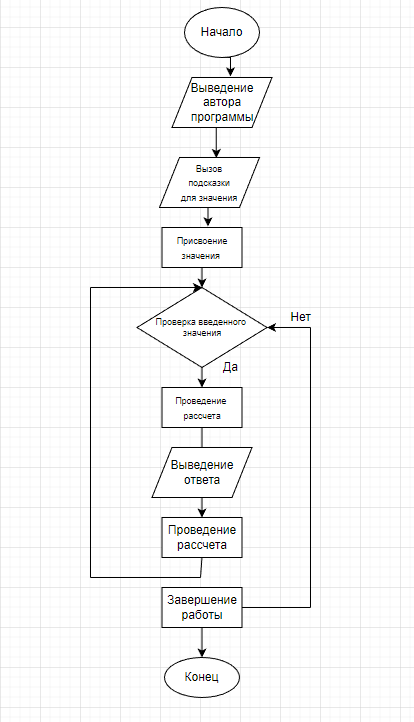 Начало
Выведение
автора
программы
Вызов
подсказки
для значения
Присвоение
значения
Проверка введенного
значения
Нет
Да
Проведение
рассчета
Выведение
ответа
Проведение
рассчета
Завершение
работы
Конец